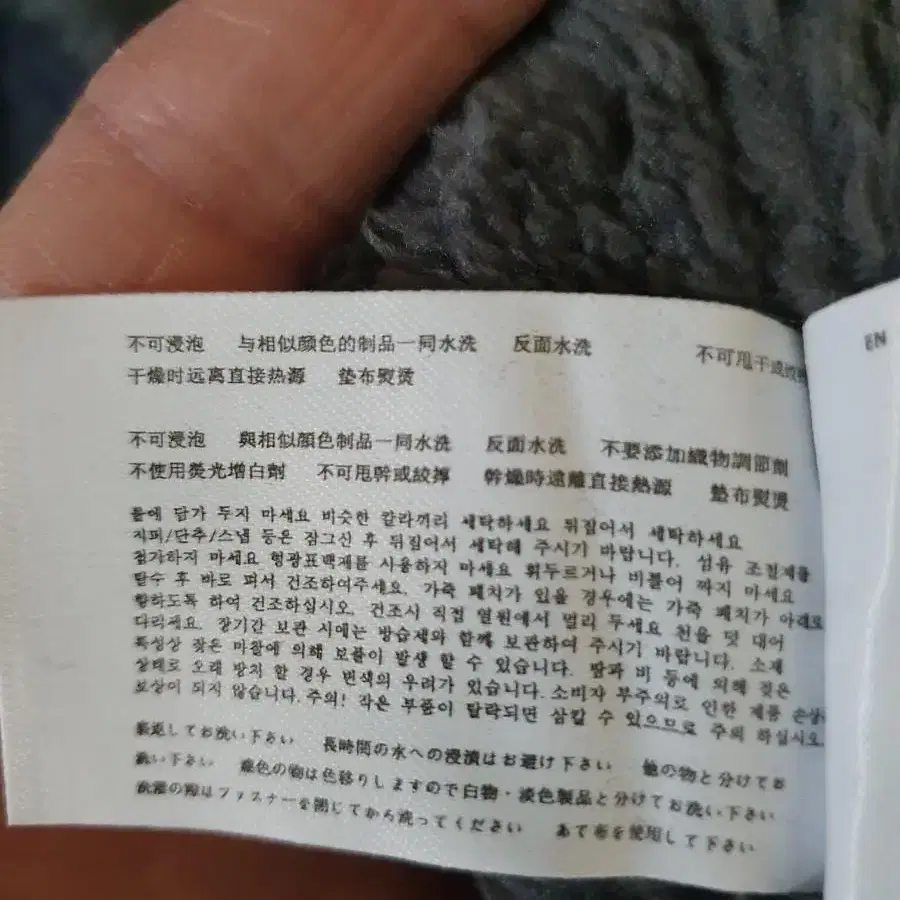 不可浸泡 与相似颜色的制品一同水洗 反面水洗 不可甩干或绞拧
干燥时远离直接热源 垫布熨烫
不可浸泡 與相似顏色制品一同水洗 反面水洗 不要添加織物調節劑
不使用熒光增白劑 不可甩幹或絞擰 幹燥時遠離直接熱源 墊布熨燙
물에 담가 두지 마세요 비슷한 칼라끼리 세탁하세요 뒤집어서 세탁하세요
지퍼/단추/스냅 등은 잠그신 후 뒤집어서 세탁해 주시기 바랍니다. 섬유 조절제를
첨가하지 마세요 형광표백제를 사용하지 마세요 휘두르거나 비틀어 짜지 마세요
탈수 후 바로 펴서 건조하여주세요. 가죽 패치가 있을 경우에는 가죽 패치가 아래로
향하도록 하여 건조하십시오. 건조시 직접 열원에서 멀리 두세요 천을 덧 대어
다리세요. 장기간 보관 시에는 방습제와 함께 보관하여 주시기 바랍니다. 소재
특성상 잦은 마찰에 의해 보풀이 발생 할 수 있습니다. 땀과 비 등에 의해 젖은
상태로 오래 방치 할 경우 변색의 우려가 있습니다. 소비자 부주의로 인한 제품 손상은
보상이 되지 않습니다. 주의! 작은 부품이 탈락되면 삼킬 수 있으므로 주의 하십시오.
裏返してお洗い下さい 長時間の水への浸漬はお避け下さい 他の物と分けてお
洗い下さい 濃色の物は色移りしますので白物・淡色製品と分けてお洗い下さい
洗濯の際はファスナーを閉じてから洗ってください あて布を使用して下さい
EN